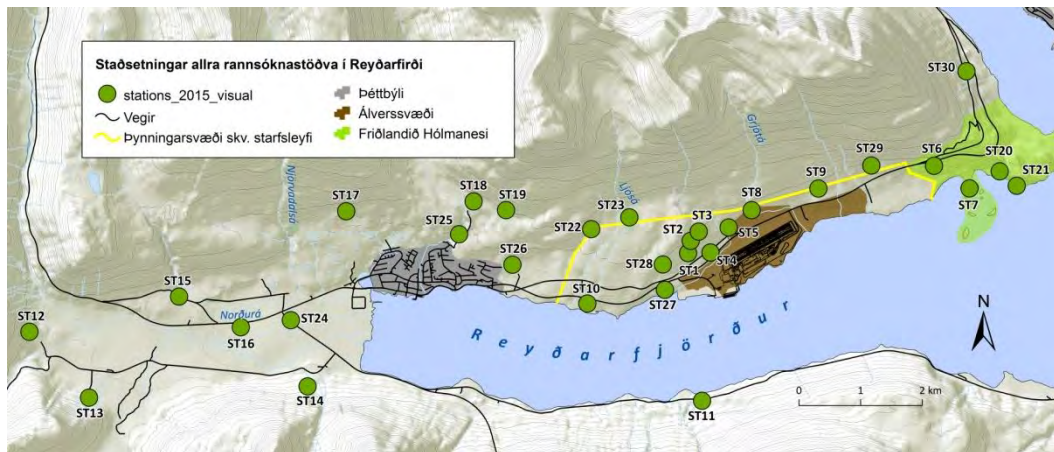 Staðsetningar allra rannsóknastöðva í Reyðarfirði
stations_2015_visual
Vegir
Þynningarsvæði skv. starfsleyfi
Þéttbýli
Álverssvæði
Friðlandið Hólmanesi
ST30
Grjótá
ST29
ST6
ST20
ST21
ST7
ST9
ST8
Njörvadalsá
ST17
ST18
ST19
ST25
ST26
Ljósá
ST23
ST22
ST3
ST2
ST5
ST28
ST1
ST4
ST27
ST10
ST15
ST12
Norðurá
ST16
ST24
ST13
ST14
Reyðarfjörður
ST11
N
0 1 2 km